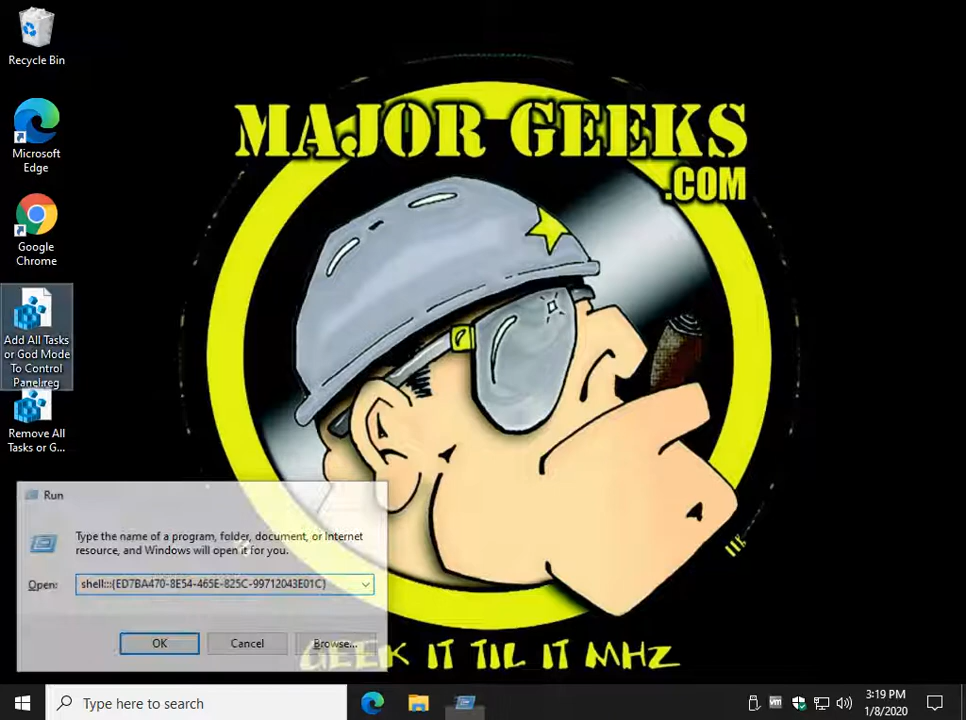 Recycle Bin
Microsoft
Edge
Google
Chrome
Add All Tasks
or God Mode
To Control
Panel.reg
Remove All
Tasks or G...
MAJOR GEEKS
.COM
Run
Type the name of a program, folder, document, or Internet
resource, and Windows will open it for you.
Open:
shell:::{ED7BA470-8E54-465E-825C-99712043E01C}
OK
Cancel
Browse...
GEEK IT TIL IT MHZ
Type here to search
vm
3:19 PM
1/8/2020